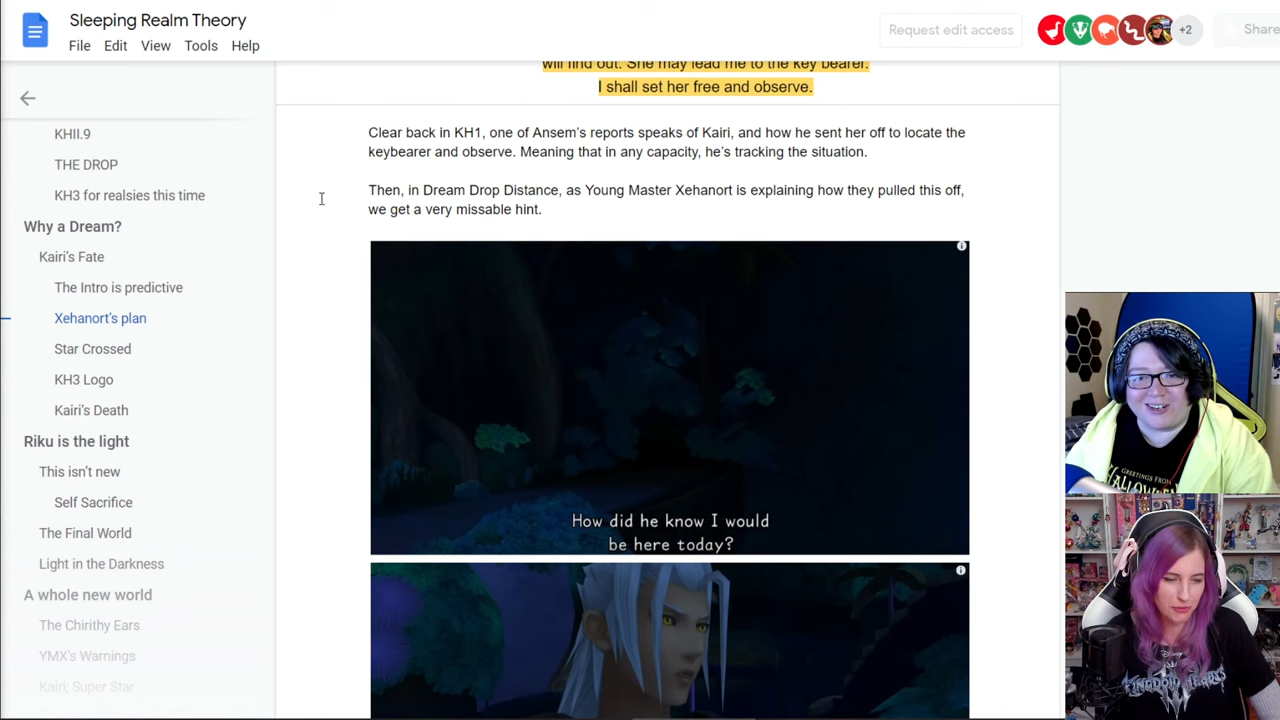 Sleeping Realm Theory
File Edit View Tools Help
Request edit access
+2
Share
will find out. She may lead me to the key bearer.
I shall set her free and observe.
KHII.9
THE DROP
KH3 for realsies this time
Why a Dream?
Kairi's Fate
The Intro is predictive
Xehanort's plan
Star Crossed
KH3 Logo
Kairi's Death
Riku is the light
This isn't new
Self Sacrifice
The Final World
Light in the Darkness
A whole new world
The Chirithy Ears
YMX's Warnings
Kairi; Super Star
Clear back in KH1, one of Ansem's reports speaks of Kairi, and how he sent her off to locate the
keybearer and observe. Meaning that in any capacity, he's tracking the situation.
Then, in Dream Drop Distance, as Young Master Xehanort is explaining how they pulled this off,
we get a very missable hint.
How did he know I would
be here today?
GREETINGS FROM
Disney
KINGDOM HEARTS